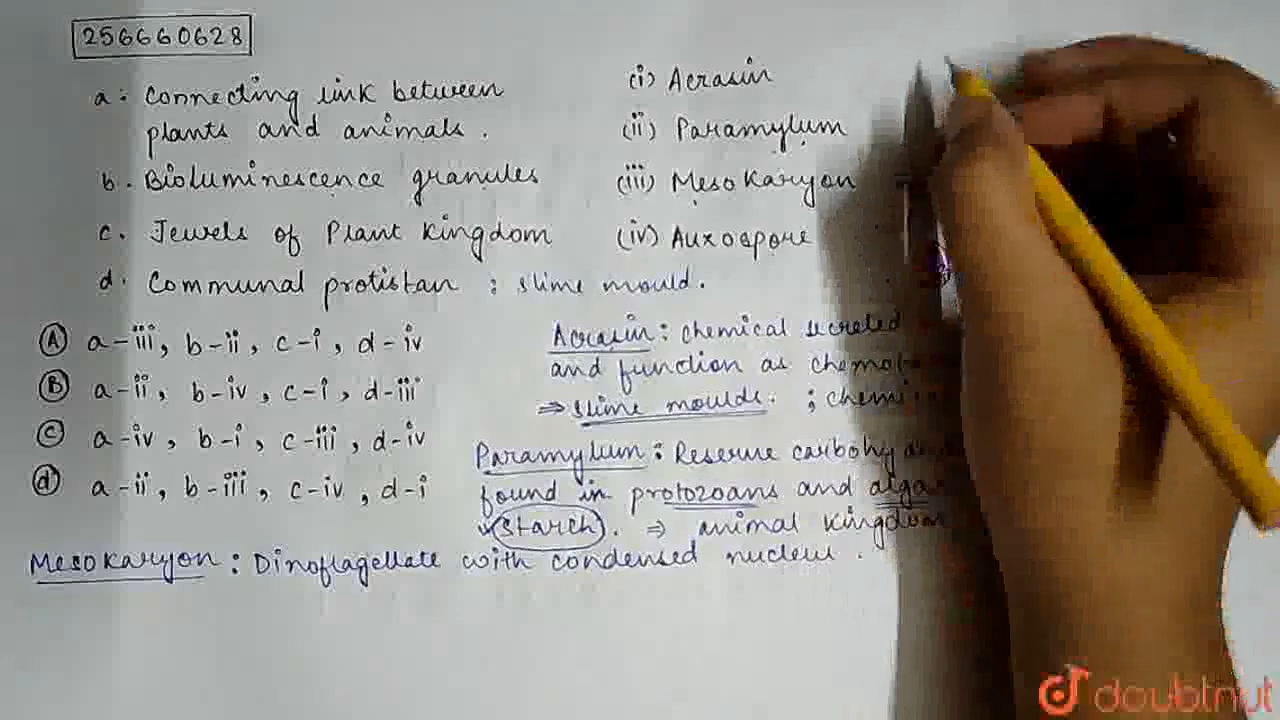 256660628
a. Connecting link between (i) Acrasin
plants and animals. (ii) Paramylum
b. Bioluminescence granules (iii) Mesokaryon
c. Jewels of Plant Kingdom (iv) Auxospore
d. Communal protistan : slime mould.
(A) a-iii, b-ii, c-i, d-iv
(B) a-ii, b-iv, c-i, d-iii
(C) a-iv, b-i, c-iii, d-iv
(d) a-ii, b-iii, c-iv, d-i
Acrasin: chemical secreted
and function as
⇒ slime moulds. ;
Paramylum: Reserve
found in protozoans and
starch. ⇒ animal kingdom
Mesokaryon: Dinoflagellate with condensed nucleus.
doubtnut